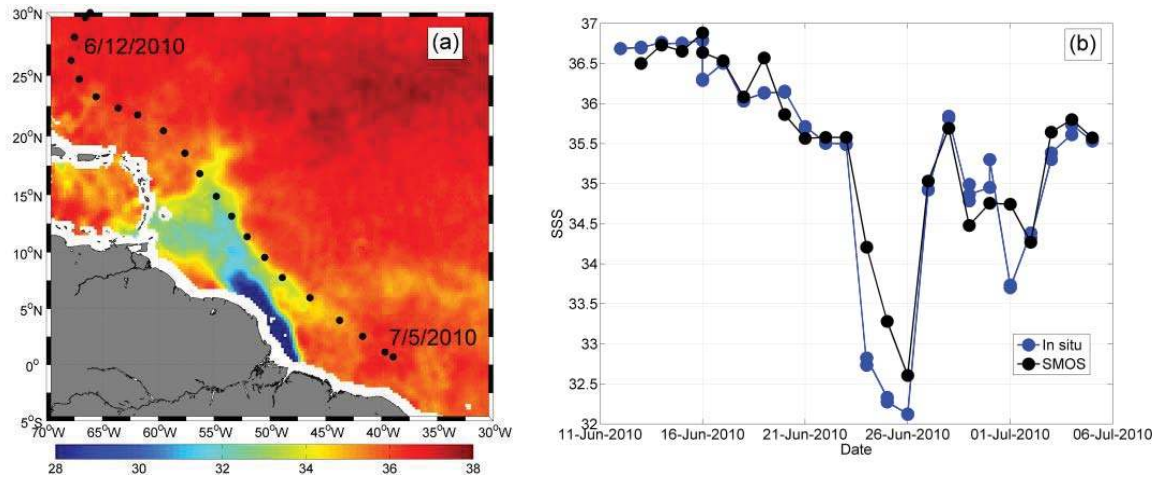 30°N
25°N
20°N
15°N
10°N
5°N
0°
5°S
70°W 65°W 60°W 55°W 50°W 45°W 40°W 35°W 30°W
28 30 32 34 36 38
(a)
6/12/2010
7/5/2010
37
36.5
36
35.5
35
34.5
34
33.5
33
32.5
32
SSS
(b)
In situ
SMOS
11-Jun-2010 16-Jun-2010 21-Jun-2010 26-Jun-2010 01-Jul-2010 06-Jul-2010
Date